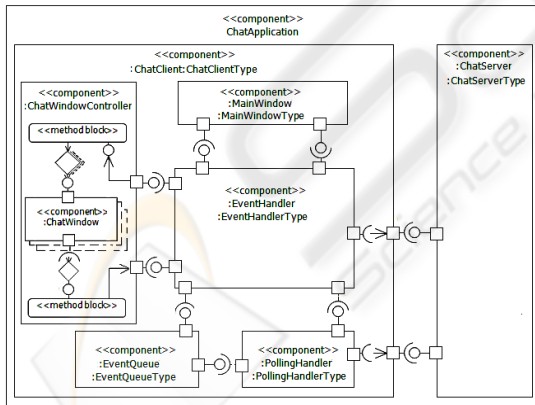 <<component>>
ChatApplication
<<component>>
:ChatClient:ChatClientType
<<component>>
:ChatServer
:ChatServerType
<<component>>
:ChatWindowController
<<method block>>
<<component>>
:ChatWindow
<<method block>>
<<component>>
:MainWindow
:MainWindowType
<<component>>
:EventHandler
:EventHandlerType
<<component>>
:EventQueue
:EventQueueType
<<component>>
:PollingHandler
:PollingHandlerType
Science